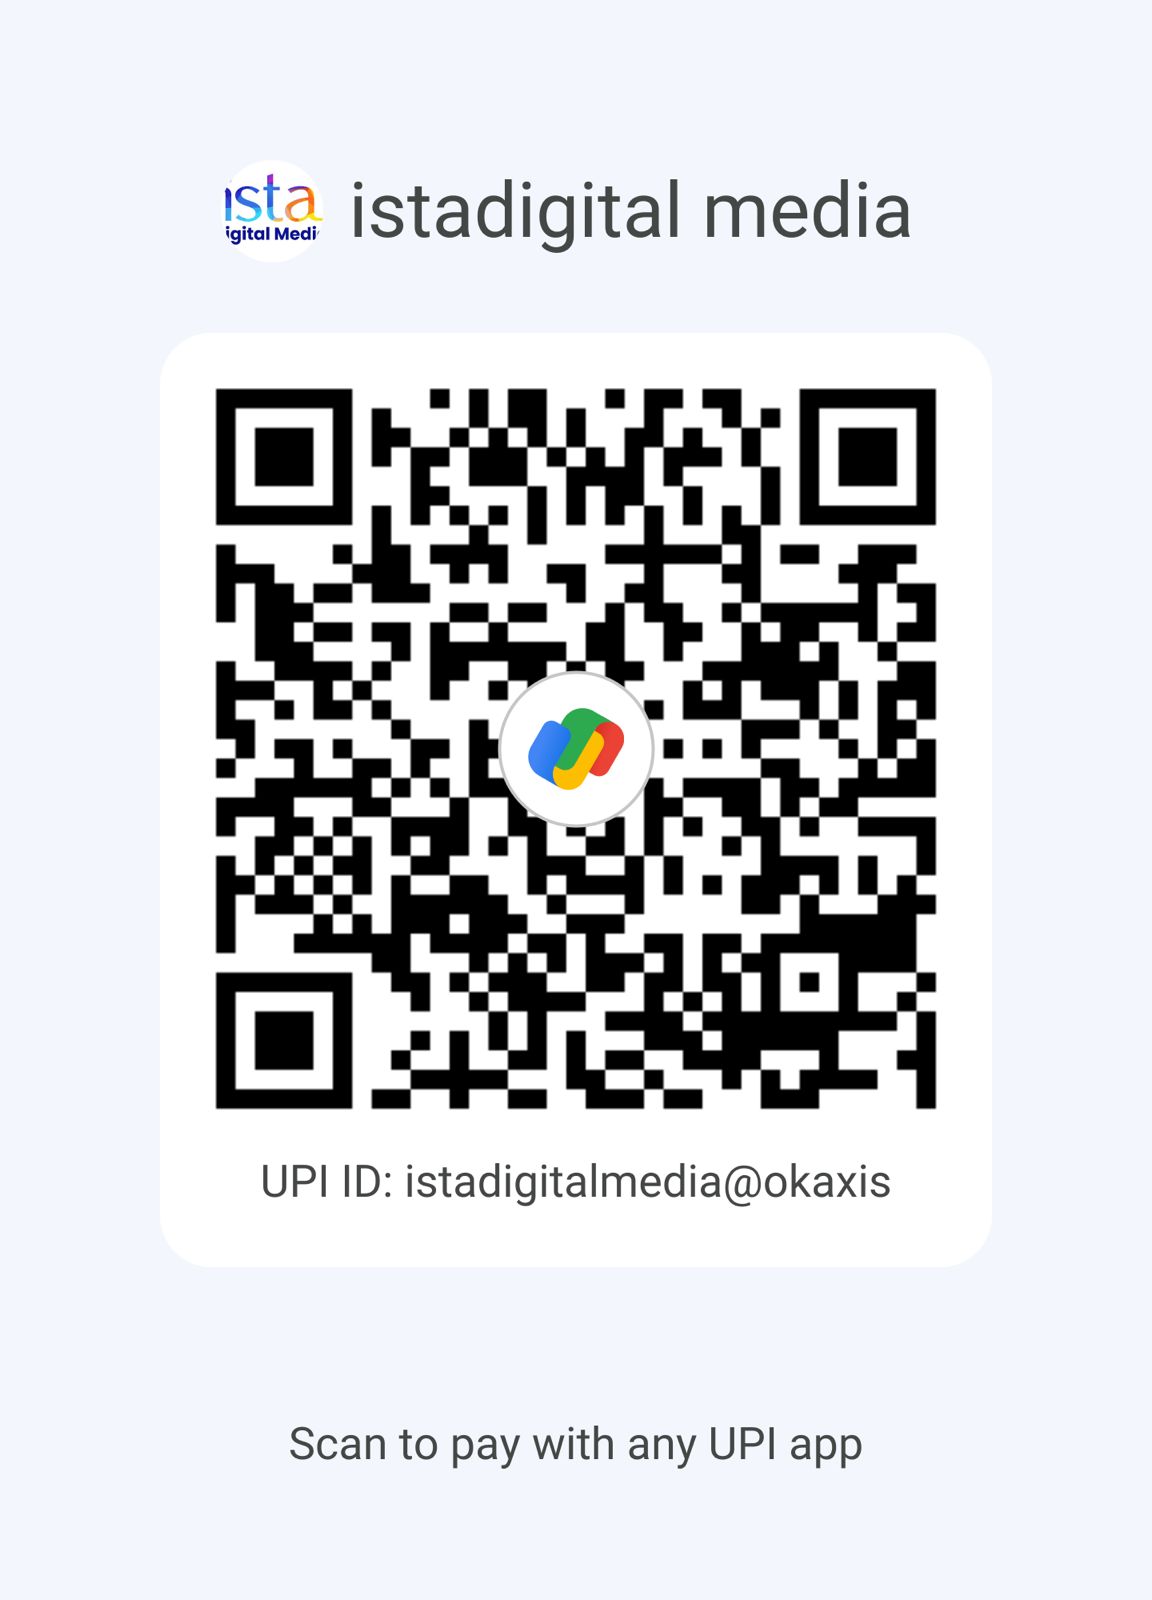 ista
igital Medi
istadigital media
UPI ID: istadigitalmedia@okaxis
Scan to pay with any UPI app